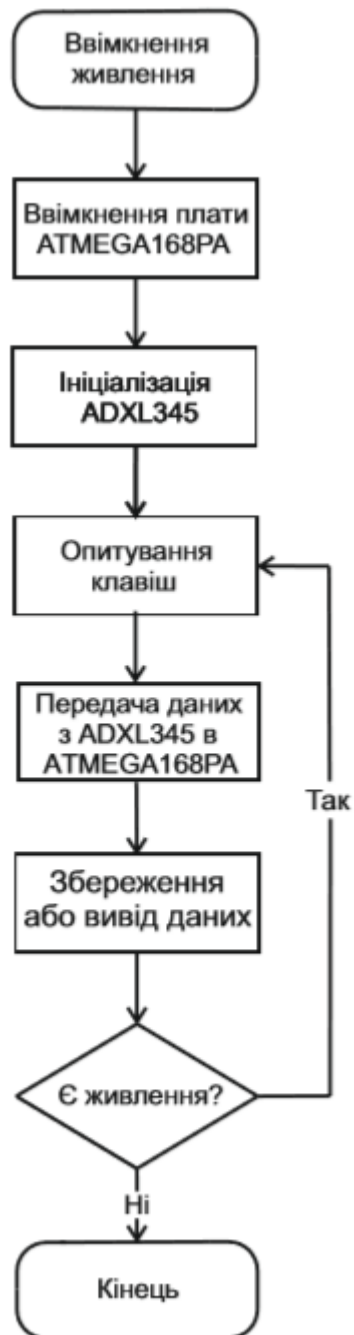 Ввімкнення
живлення
Ввімкнення плати
ATMEGA168PA
Ініціалізація
ADXL345
Опитування
клавіш
Передача даних
з ADXL345 в
ATMEGA168PA
Так
Збереження
або вивід даних
Є живлення?
Ні
Кінець